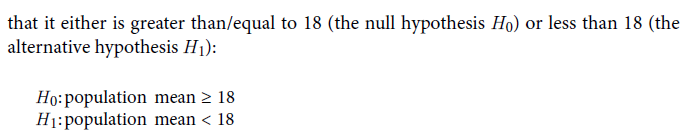 that it either is greater than/equal to 18 (the null hypothesis H₀) or less than 18 (the
alternative hypothesis H₁):
H₀: population mean ≥ 18
H₁: population mean < 18